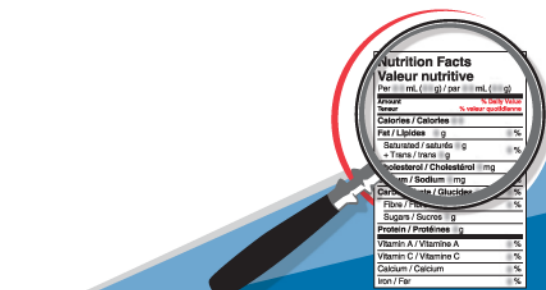 Nutrition Facts
Valeur nutritive
Per mL ( g) / par mL ( g)
Amount % Daily Value
Teneur % valeur quotidienne
Calories / Calories
Fat / Lipides g %
Saturated / saturés g
+ Trans / trans g %
Cholesterol / Cholestérol mg
/ Sodium mg %
/ Glucides %
Fibre / %
Sugars / Sucres g
Protein / Protéines g
Vitamin A / Vitamine A %
Vitamin C / Vitamine C %
Calcium / Calcium %
Iron / Fer %